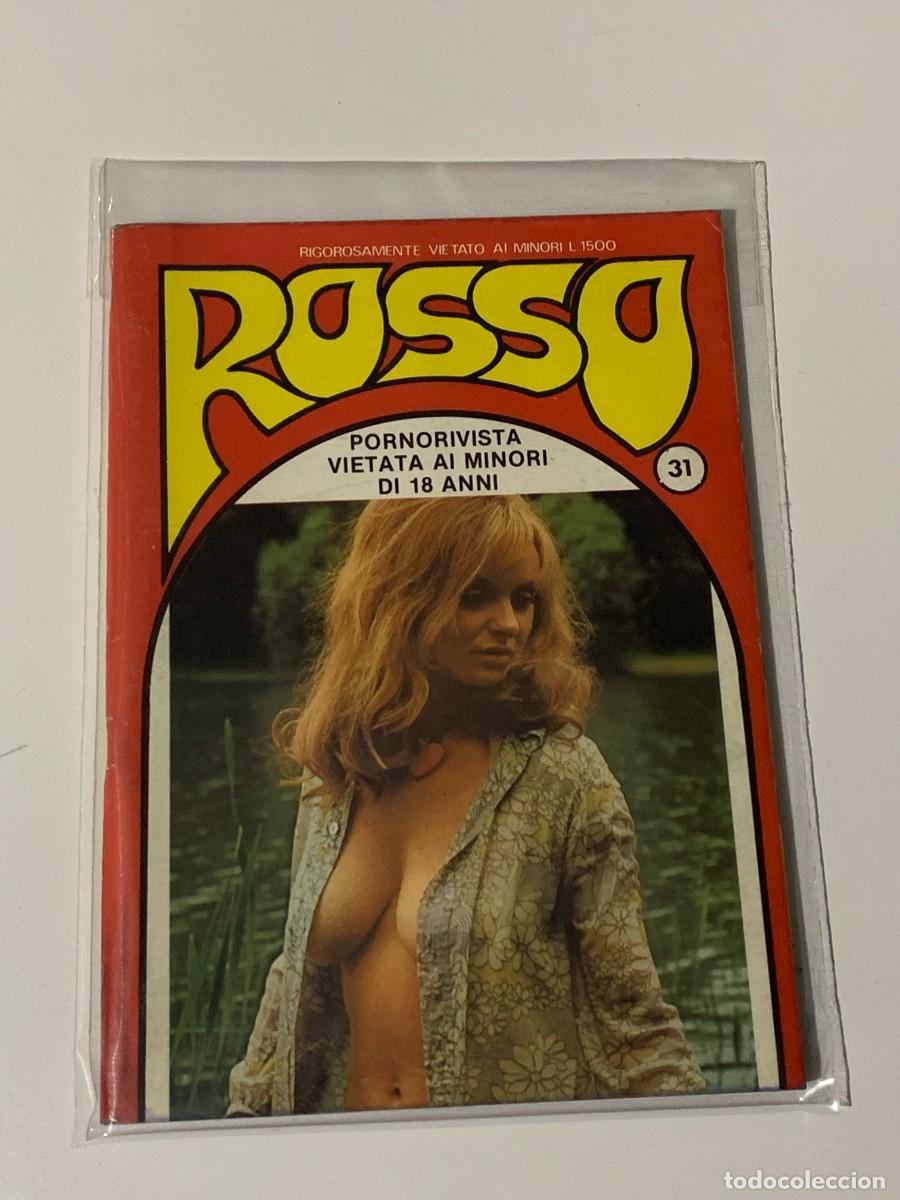 RIGOROSAMENTE VIETATO AI MINORI L 1500
ROSSO
PORNORIVISTA
VIETATA AI MINORI
DI 18 ANNI
31
todocoleccion